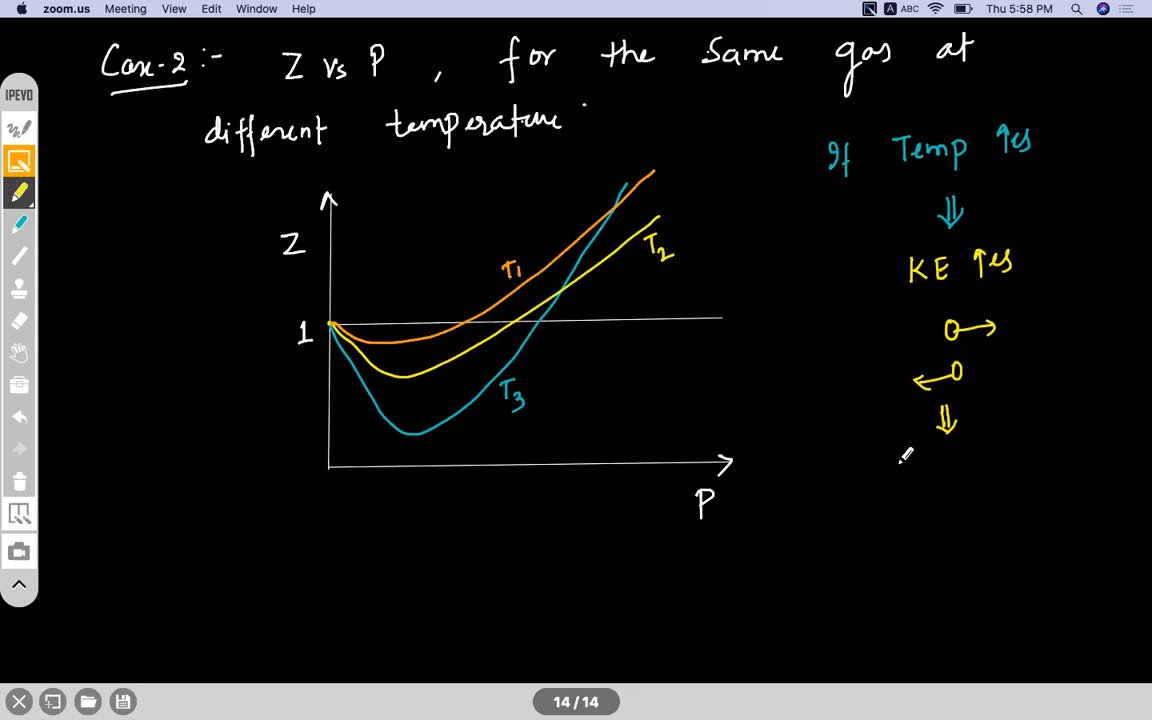 zoom.us Meeting View Edit Window Help A ABC Thu 5:58 PM
IPEVO
Case-2 :- Z vs P , for the same gas at
different temperature
If Temp ↑es
⇓
KE ↑es
⇓
Z
1
T1
T2
T3
P
14 / 14